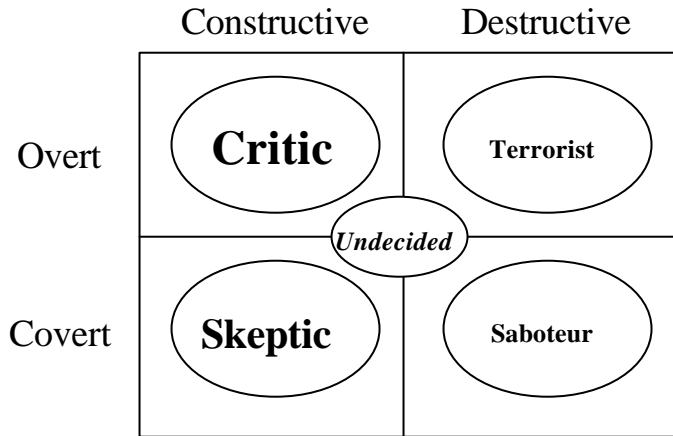 Constructive Destructive
Overt Critic Terrorist
Undecided
Covert Skeptic Saboteur